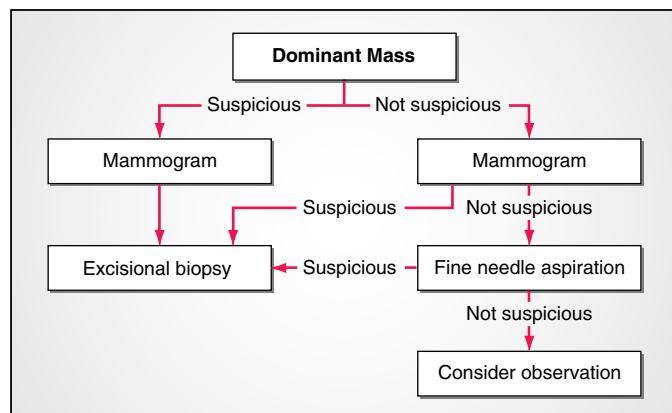 Dominant Mass
Suspicious
Not suspicious
Mammogram
Mammogram
Suspicious
Not suspicious
Excisional biopsy
Suspicious
Fine needle aspiration
Not suspicious
Consider observation